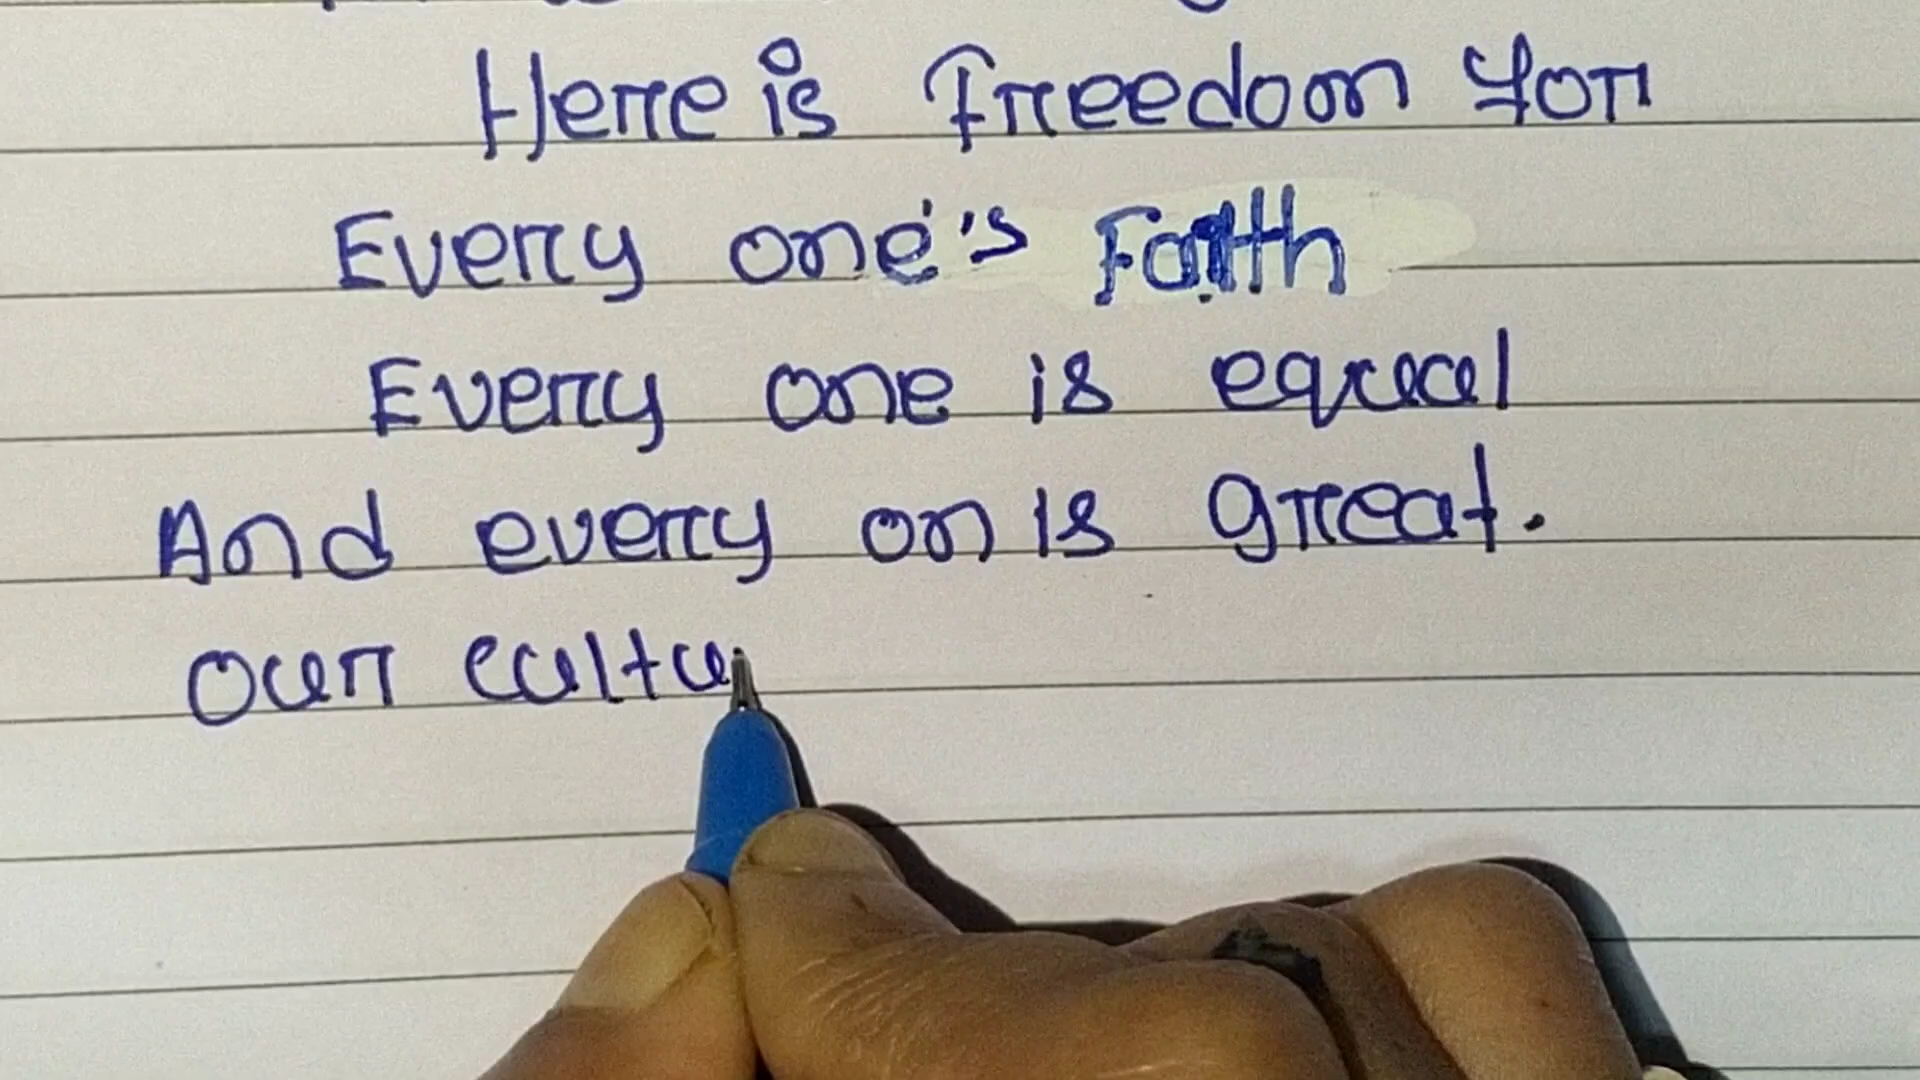 Here is Freedom For
Every one's Faith
Every one is equal
And every on is great.
our cultu